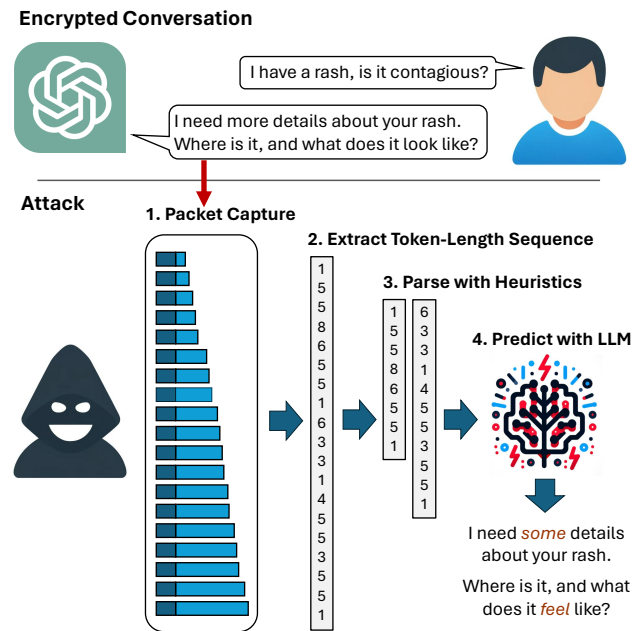 Encrypted Conversation
I have a rash, is it contagious?
I need more details about your rash.
Where is it, and what does it look like?
Attack
1. Packet Capture
2. Extract Token-Length Sequence
1
5
5
8
6
5
5
1
6
3
3
1
4
5
5
3
5
5
1
3. Parse with Heuristics
1
5
5
8
6
5
5
1
6
3
3
1
4
5
5
3
5
5
1
4. Predict with LLM
I need some details
about your rash.
Where is it, and what
does it feel like?